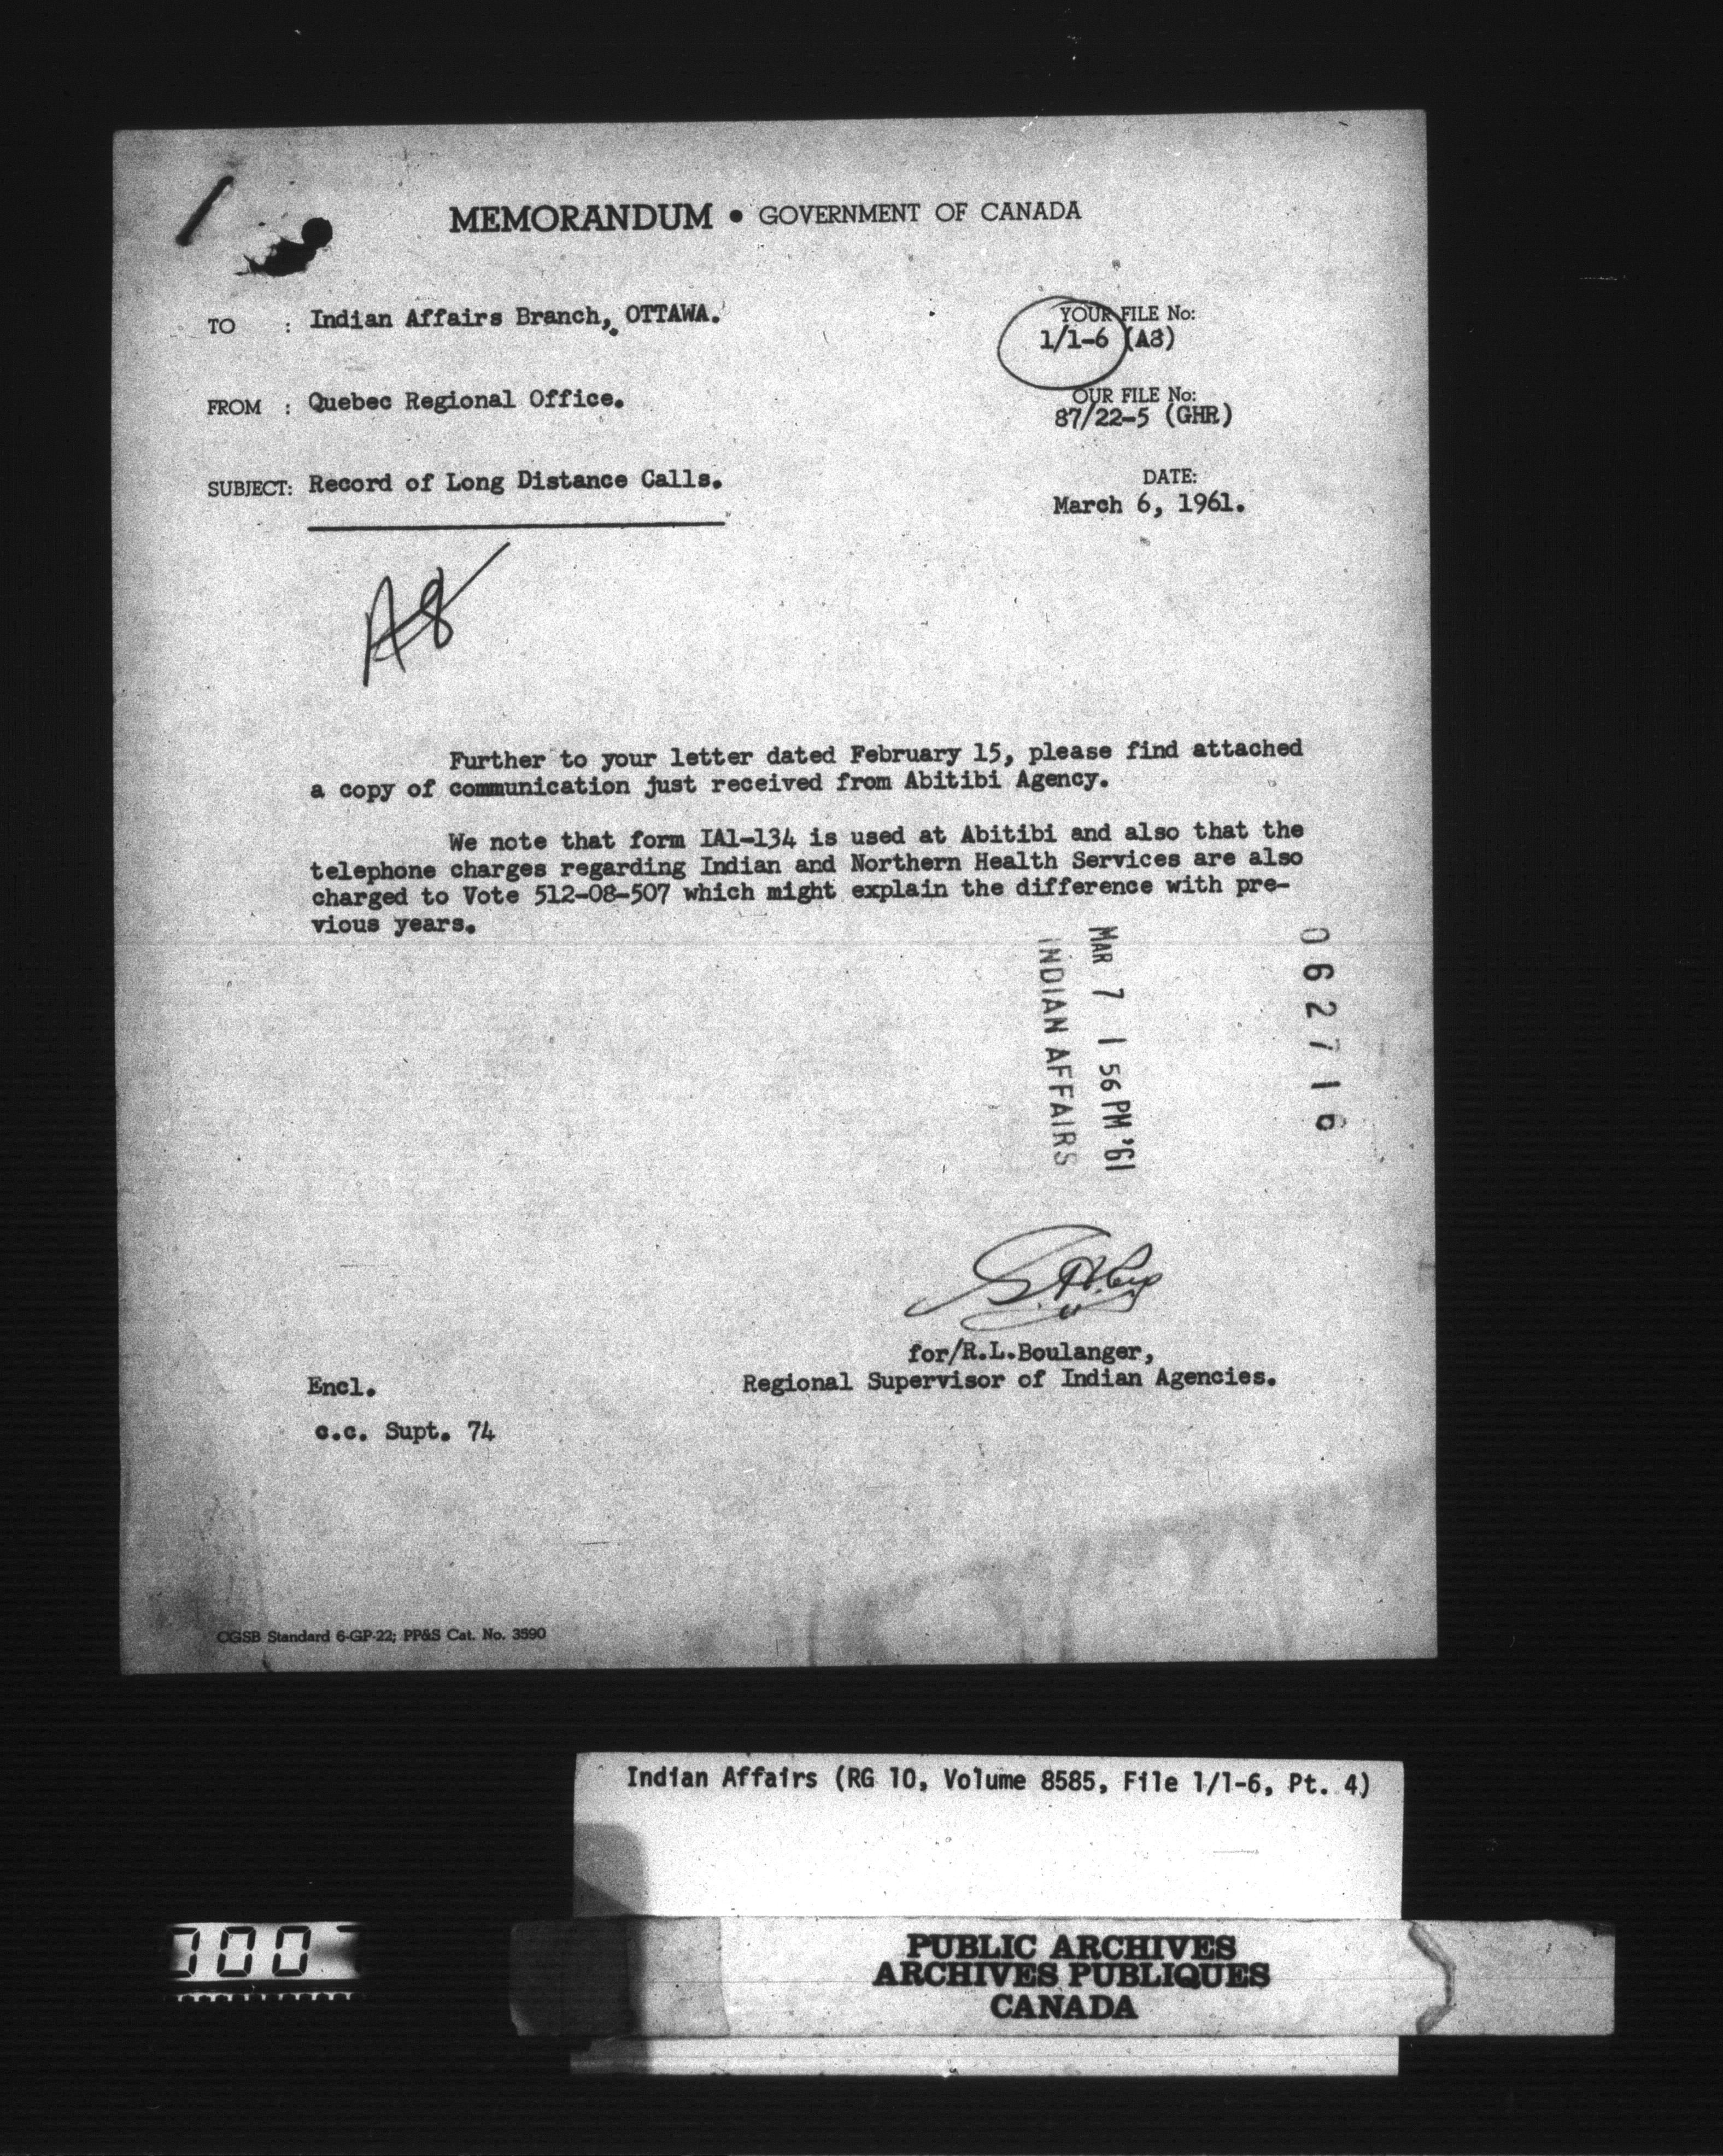 MEMORANDUM • GOVERNMENT OF CANADA
TO : Indian Affairs Branch, OTTAWA.
YOUR FILE No:
1/1-6 (A8)
FROM : Quebec Regional Office.
OUR FILE No:
87/22-5 (GHR)
SUBJECT: Record of Long Distance Calls.
DATE:
March 6, 1961.
A8
Further to your letter dated February 15, please find attached
a copy of communication just received from Abitibi Agency.
We note that form IA1-134 is used at Abitibi and also that the
telephone charges regarding Indian and Northern Health Services are also
charged to Vote 512-08-507 which might explain the difference with pre-
vious years.
MAR 7 1 56 PM '61
INDIAN AFFAIRS
062716
for/R.L.Boulanger,
Regional Supervisor of Indian Agencies.
Encl.
c.c. Supt. 74
CGSB Standard 6-GP-22; PP&S Cat. No. 3590
Indian Affairs (RG 10, Volume 8585, File 1/1-6, Pt. 4)
PUBLIC ARCHIVES
ARCHIVES PUBLIQUES
CANADA